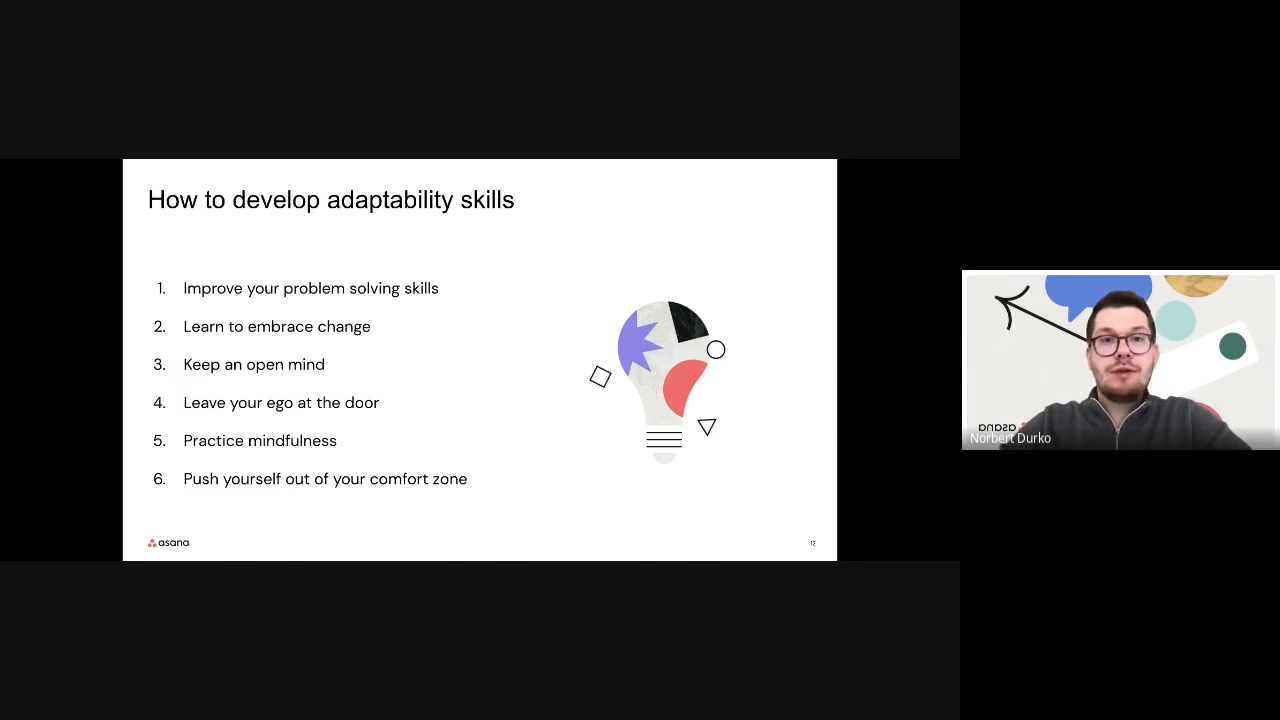 How to develop adaptability skills
1. Improve your problem solving skills
2. Learn to embrace change
3. Keep an open mind
4. Leave your ego at the door
5. Practice mindfulness
6. Push yourself out of your comfort zone
asana
12
asana
Norbert Durko